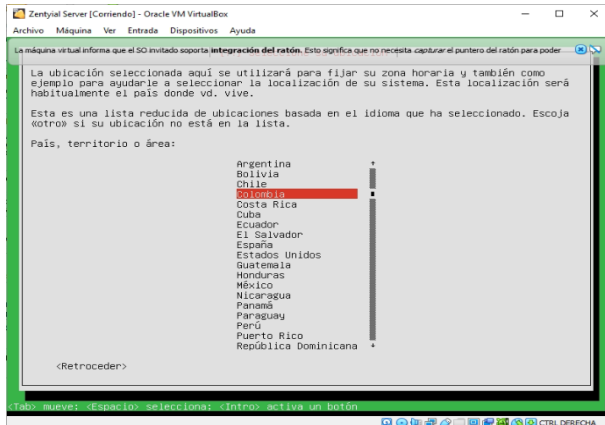 Zentyial Server [Corriendo] - Oracle VM VirtualBox
Archivo Máquina Ver Entrada Dispositivos Ayuda
La máquina virtual informa que el SO invitado soporta integración del ratón. Esto significa que no necesita capturar el puntero del ratón para poder
La ubicación seleccionada aquí se utilizará para fijar su zona horaria y también como
ejemplo para ayudarle a seleccionar la localización de su sistema. Esta localización será
habitualmente el país donde vd. vive.
Esta es una lista reducida de ubicaciones basada en el idioma que ha seleccionado. Escoja
«otro» si su ubicación no está en la lista.
País, territorio o área:
Argentina
Bolivia
Chile
Colombia
Costa Rica
Cuba
Ecuador
El Salvador
España
Estados Unidos
Guatemala
Honduras
México
Nicaragua
Panamá
Paraguay
Perú
Puerto Rico
República Dominicana
<Retroceder>
<Tab> mueve; <Espacio> selecciona; <Intro> activa un botón
CTRL DERECHA